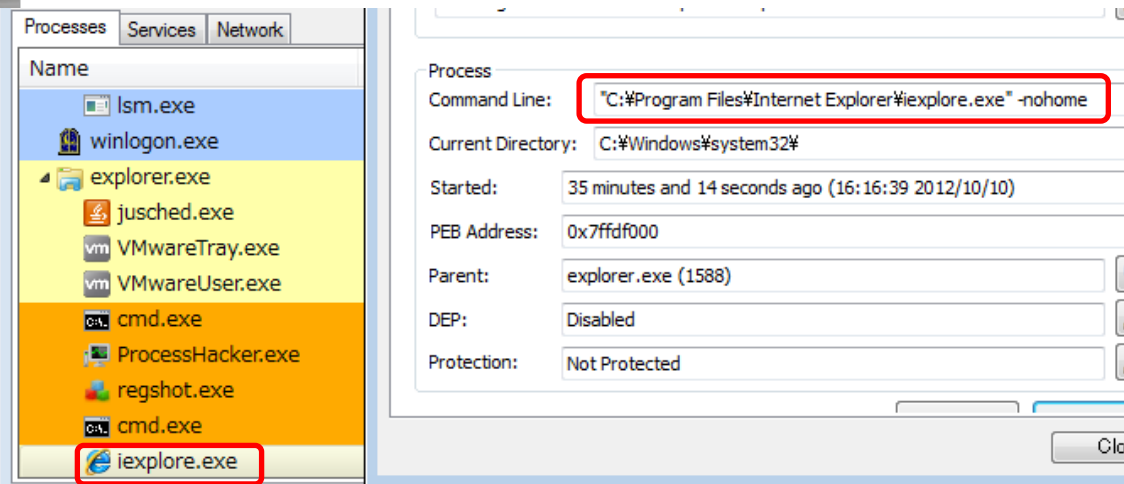 Processes Services Network
Name
lsm.exe
winlogon.exe
explorer.exe
jusched.exe
VMwareTray.exe
VMwareUser.exe
cmd.exe
ProcessHacker.exe
regshot.exe
cmd.exe
iexplore.exe
Process
Command Line: "C:¥Program Files¥Internet Explorer¥iexplore.exe" -nohome
Current Directory: C:¥Windows¥system32¥
Started: 35 minutes and 14 seconds ago (16:16:39 2012/10/10)
PEB Address: 0x7ffdf000
Parent: explorer.exe (1588)
DEP: Disabled
Protection: Not Protected
Clo